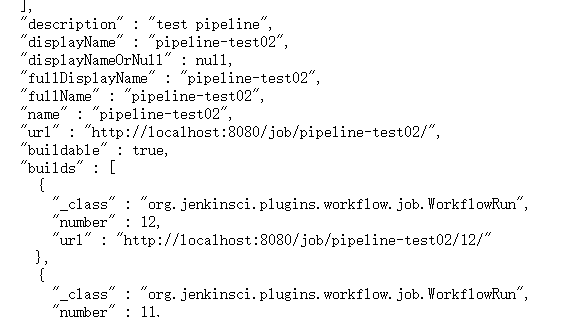 ],
"description" : "test pipeline",
"displayName" : "pipeline-test02",
"displayNameOrNull" : null,
"fullDisplayName" : "pipeline-test02",
"fullName" : "pipeline-test02",
"name" : "pipeline-test02",
"url" : "http://localhost:8080/job/pipeline-test02/",
"buildable" : true,
"builds" : [
{
"_class" : "org.jenkinsci.plugins.workflow.job.WorkflowRun",
"number" : 12,
"url" : "http://localhost:8080/job/pipeline-test02/12/"
},
{
"_class" : "org.jenkinsci.plugins.workflow.job.WorkflowRun",
"number" : 11,